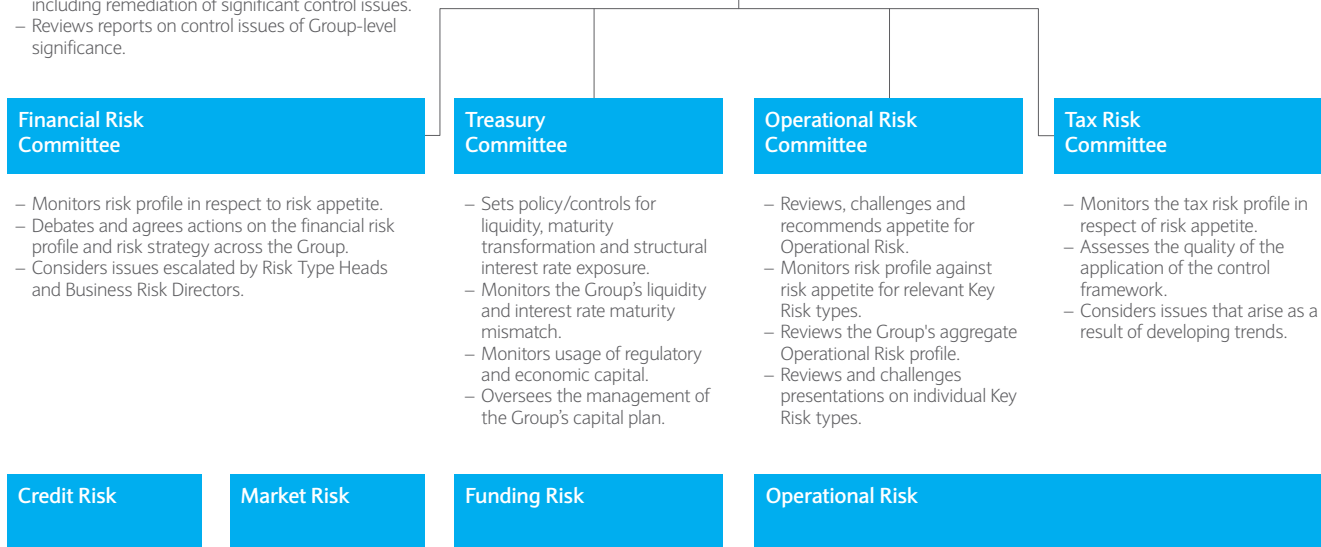 including remediation of significant control issues.
– Reviews reports on control issues of Group-level
significance.
Financial Risk
Committee
– Monitors risk profile in respect to risk appetite.
– Debates and agrees actions on the financial risk
profile and risk strategy across the Group.
– Considers issues escalated by Risk Type Heads
and Business Risk Directors.
Treasury
Committee
– Sets policy/controls for
liquidity, maturity
transformation and structural
interest rate exposure.
– Monitors the Group’s liquidity
and interest rate maturity
mismatch.
– Monitors usage of regulatory
and economic capital.
– Oversees the management of
the Group’s capital plan.
Operational Risk
Committee
– Reviews, challenges and
recommends appetite for
Operational Risk.
– Monitors risk profile against
risk appetite for relevant Key
Risk types.
– Reviews the Group's aggregate
Operational Risk profile.
– Reviews and challenges
presentations on individual Key
Risk types.
Tax Risk
Committee
– Monitors the tax risk profile in
respect of risk appetite.
– Assesses the quality of the
application of the control
framework.
– Considers issues that arise as a
result of developing trends.
Credit Risk
Market Risk
Funding Risk
Operational Risk